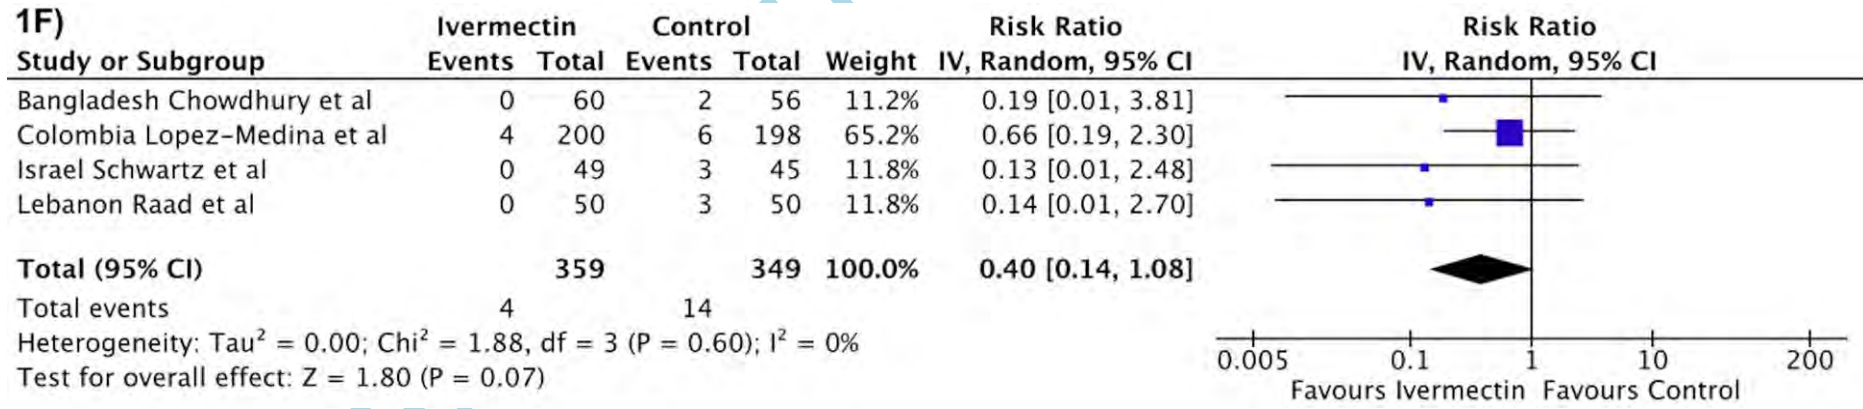 1F) Ivermectin Control Risk Ratio Risk Ratio
Study or Subgroup Events Total Events Total Weight IV, Random, 95% CI IV, Random, 95% CI
Bangladesh Chowdhury et al 0 60 2 56 11.2% 0.19 [0.01, 3.81]
Colombia Lopez-Medina et al 4 200 6 198 65.2% 0.66 [0.19, 2.30]
Israel Schwartz et al 0 49 3 45 11.8% 0.13 [0.01, 2.48]
Lebanon Raad et al 0 50 3 50 11.8% 0.14 [0.01, 2.70]
Total (95% CI) 359 349 100.0% 0.40 [0.14, 1.08]
Total events 4 14
Heterogeneity: Tau² = 0.00; Chi² = 1.88, df = 3 (P = 0.60); I² = 0%
Test for overall effect: Z = 1.80 (P = 0.07)
0.005 0.1 1 10 200
Favours Ivermectin Favours Control